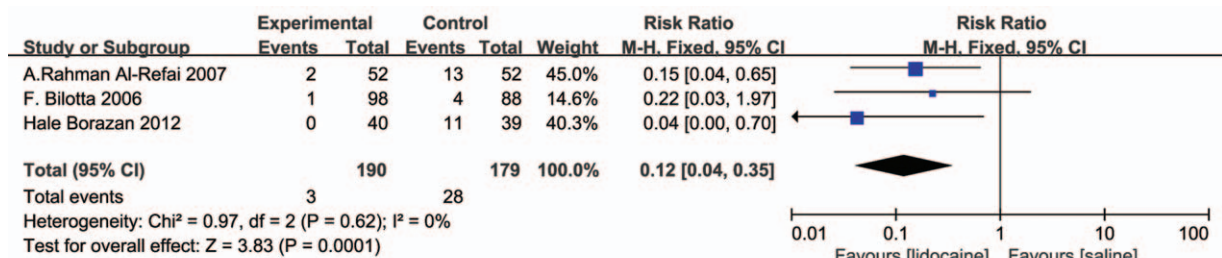 Experimental Control Risk Ratio Risk Ratio
Study or Subgroup Events Total Events Total Weight M-H, Fixed, 95% CI M-H, Fixed, 95% CI
A.Rahman Al-Refai 2007 2 52 13 52 45.0% 0.15 [0.04, 0.65]
F. Bilotta 2006 1 98 4 88 14.6% 0.22 [0.03, 1.97]
Hale Borazan 2012 0 40 11 39 40.3% 0.04 [0.00, 0.70]
Total (95% CI) 190 179 100.0% 0.12 [0.04, 0.35]
Total events 3 28
Heterogeneity: Chi² = 0.97, df = 2 (P = 0.62); I² = 0%
Test for overall effect: Z = 3.83 (P = 0.0001)
0.01 0.1 1 10 100
Favours [lidocaine] Favours [saline]